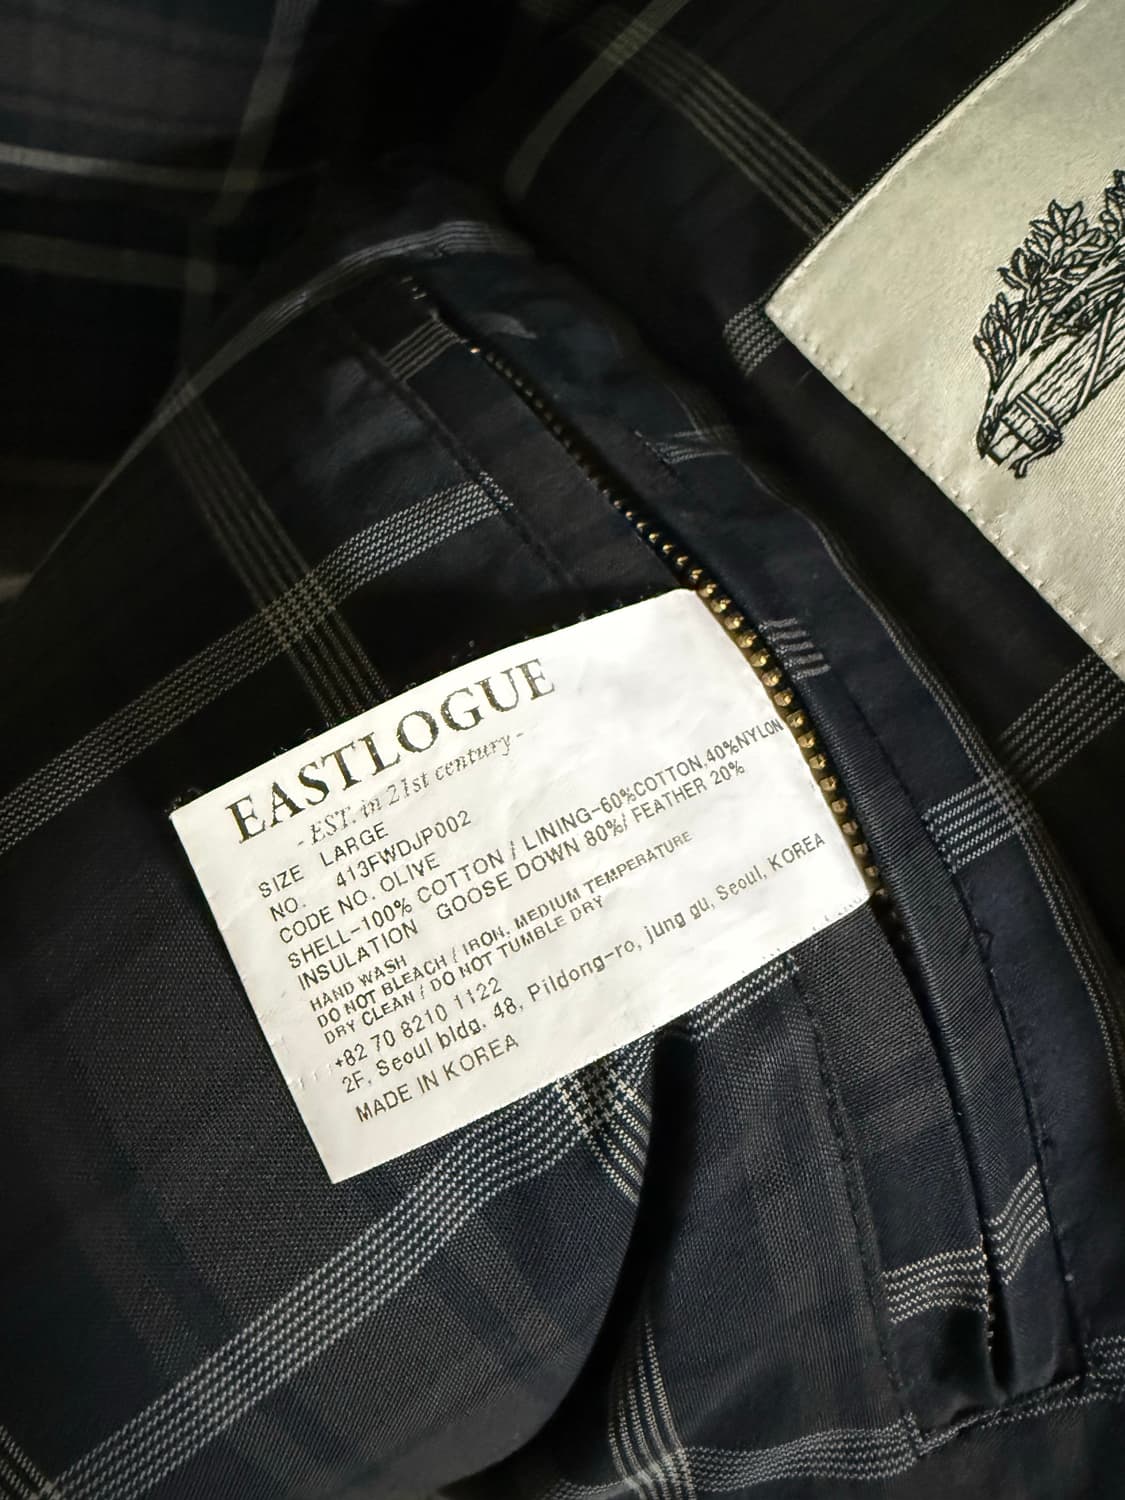 EASTLOGUE
- EST. in 21st century -
SIZE LARGE
NO. 413FWDJP002
CODE NO. OLIVE
SHELL-100% COTTON / LINING-60%COTTON,40%NYLON
INSULATION GOOSE DOWN 80%/ FEATHER 20%
HAND WASH
DO NOT BLEACH / IRON, MEDIUM TEMPERATURE
DRY CLEAN / DO NOT TUMBLE DRY
+82 70 8210 1122
2F, Seoul bldg. 48, Pildong-ro, jung gu, Seoul, KOREA
MADE IN KOREA